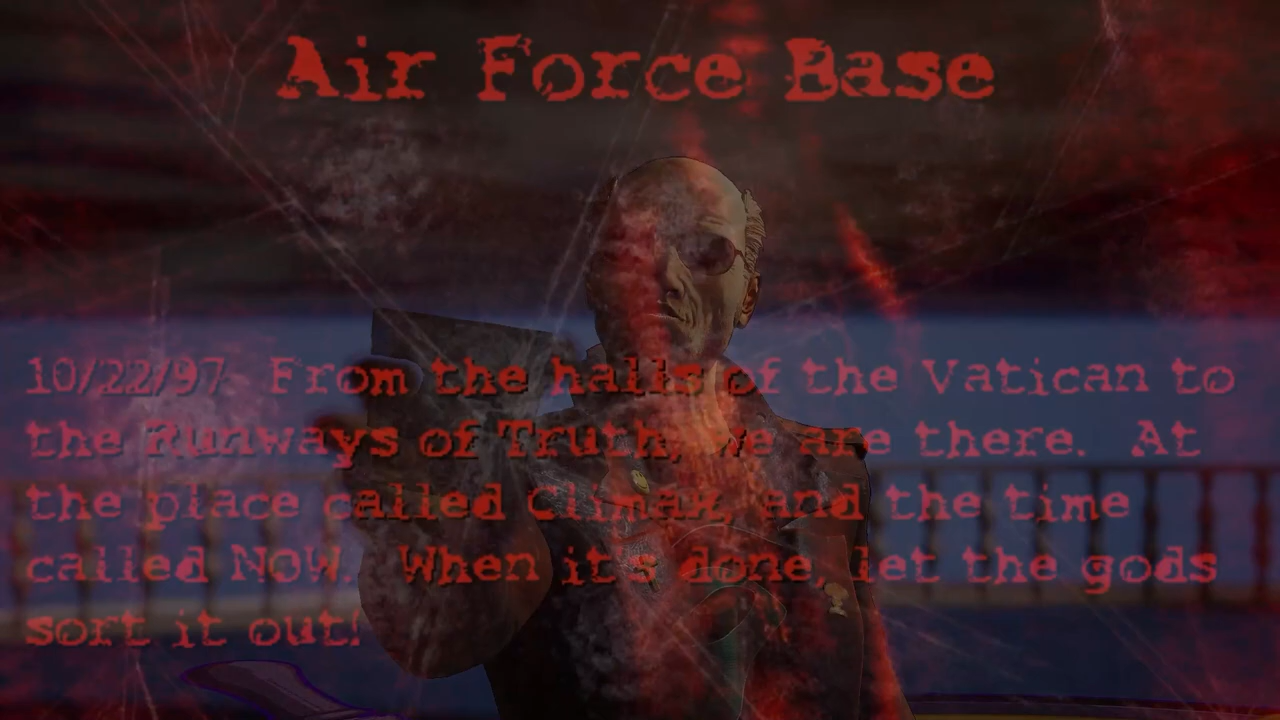 Air Force Base
10/22/97  From the halls of the Vatican to
the Runways of Truth, we are there.  At
the place called Climax, and the time
called NOW.  When it's done, let the gods
sort it out!